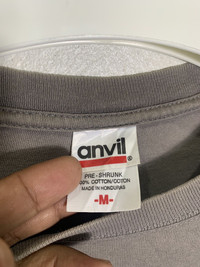 anvil®
PRE-SHRUNK
100% COTTON/COTON
MADE IN HONDURAS
-M-